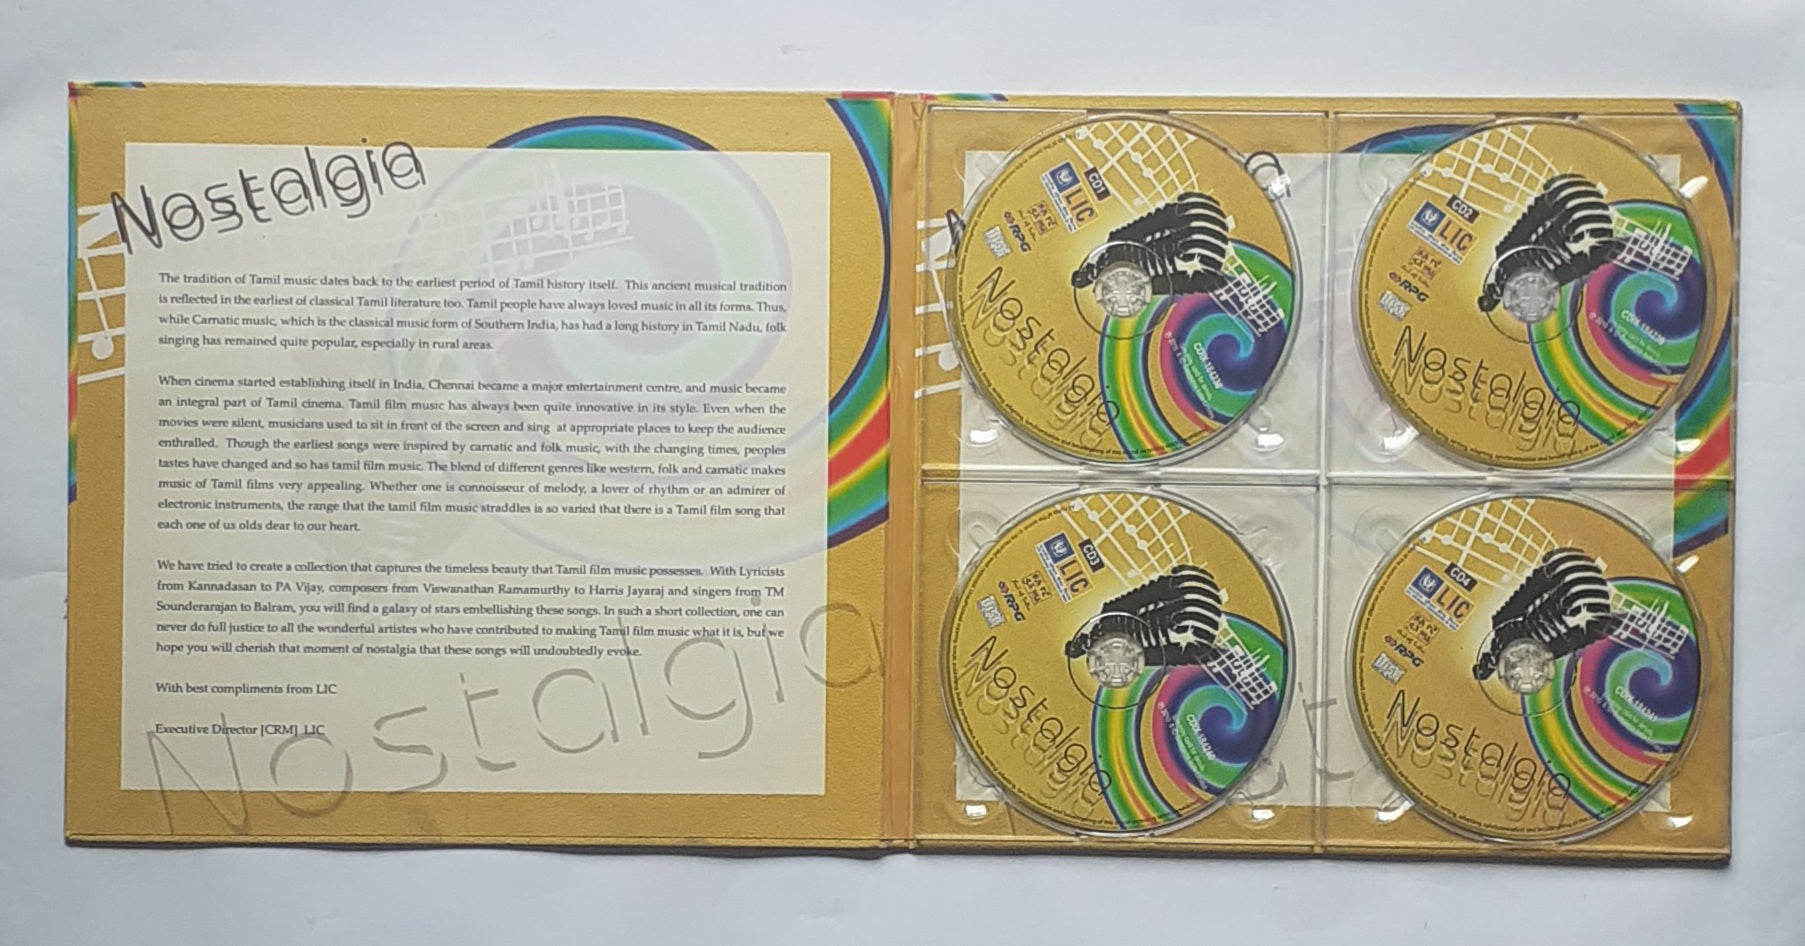 Nostalgia
The tradition of Tamil music dates back to the earliest period of Tamil history itself. This ancient musical tradition
is reflected in the earliest of classical Tamil literature too. Tamil people have always loved music in all its forms. Thus,
while Carnatic music, which is the classical music form of Southern India, has had a long history in Tamil Nadu, folk
singing has remained quite popular, especially in rural areas.
When cinema started establishing itself in India, Chennai became a major entertainment centre, and music became
an integral part of Tamil cinema. Tamil film music has always been quite innovative in its style. Even when the
movies were silent, musicians used to sit in front of the screen and sing at appropriate places to keep the audience
enthralled. Though the earliest songs were inspired by carnatic and folk music, with the changing times, peoples
tastes have changed and so has tamil film music. The blend of different genres like western, folk and carnatic makes
music of Tamil films very appealing. Whether one is connoisseur of melody, a lover of rhythm or an admirer of
electronic instruments, the range that the tamil film music straddles is so varied that there is a Tamil film song that
each one of us olds dear to our heart.
We have tried to create a collection that captures the timeless beauty that Tamil film music possesses. With Lyricists
from Kannadasan to PA Vijay, composers from Viswanathan Ramamurthy to Harris Jayaraj and singers from TM
Sounderarajan to Balram, you will find a galaxy of stars embellishing these songs. In such a short collection, one can
never do full justice to all the wonderful artistes who have contributed to making Tamil film music what it is, but we
hope you will cherish that moment of nostalgia that these songs will undoubtedly evoke.
With best compliments from LIC
Executive Director [CRM] LIC
Nostalgia
CD1
LIC
RPG
Nostalgia
CDIX 184238
CD2
LIC
RPG
Nostalgia
CDIX 184239
CD3
LIC
RPG
Nostalgia
CDIX 184240
CD4
LIC
RPG
Nostalgia
CDIX 184241